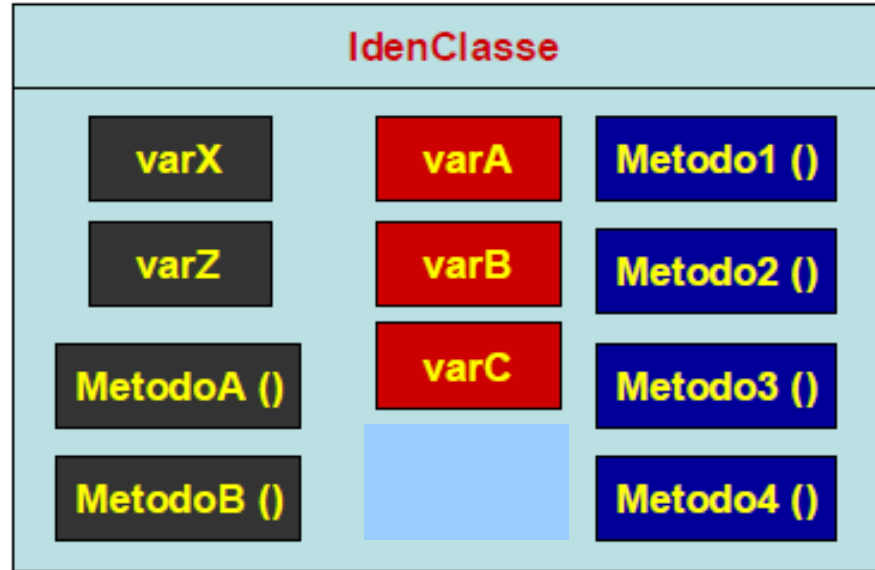 IdenClasse
varX
varZ
MetodoA ()
MetodoB ()
varA
varB
varC
Metodo1 ()
Metodo2 ()
Metodo3 ()
Metodo4 ()